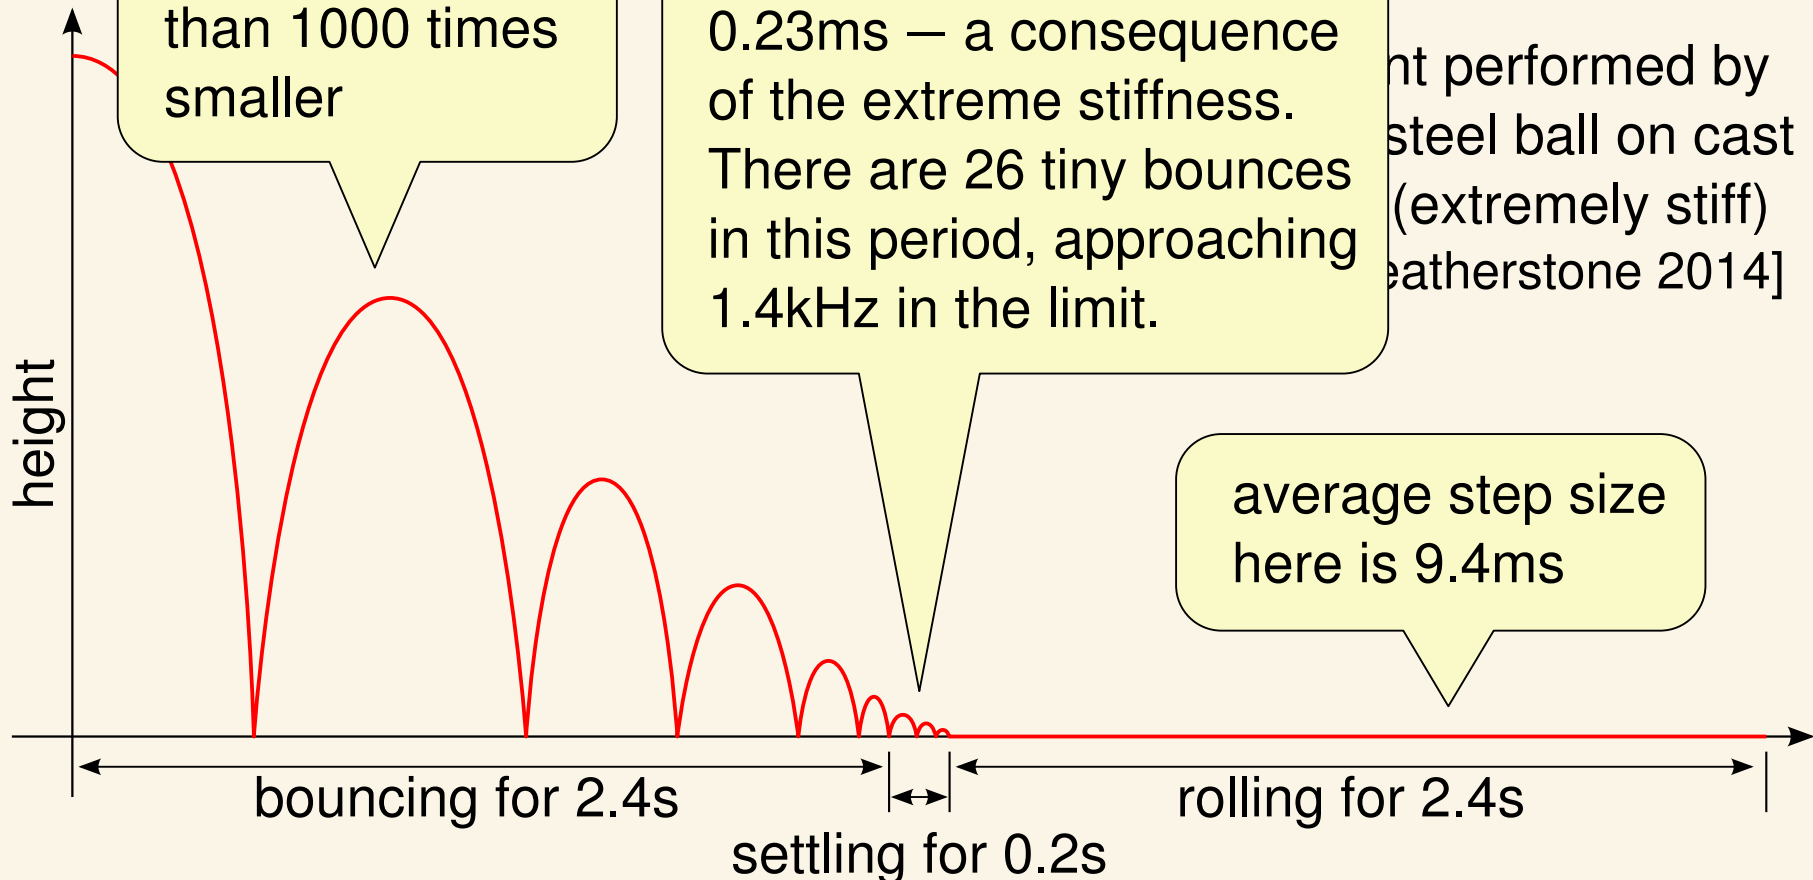 than 1000 times
smaller
0.23ms — a consequence
of the extreme stiffness.
There are 26 tiny bounces
in this period, approaching
1.4kHz in the limit.
nt performed by
steel ball on cast
(extremely stiff)
eatherstone 2014]
height
average step size
here is 9.4ms
bouncing for 2.4s
settling for 0.2s
rolling for 2.4s